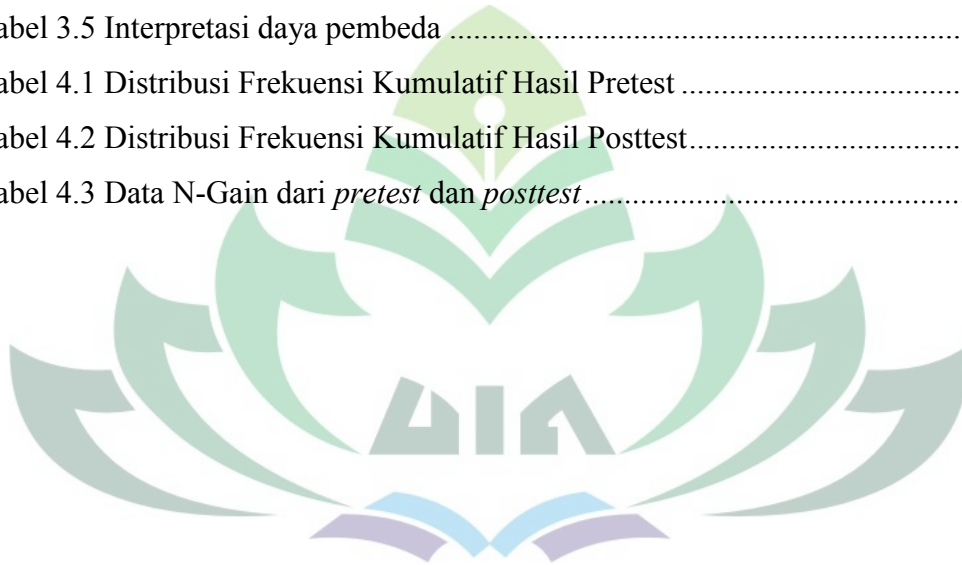 abel 3.5 Interpretasi daya pembeda ....................................................................
abel 4.1 Distribusi Frekuensi Kumulatif Hasil Pretest ......................................
abel 4.2 Distribusi Frekuensi Kumulatif Hasil Posttest.....................................
abel 4.3 Data N-Gain dari pretest dan posttest..................................................
UIN